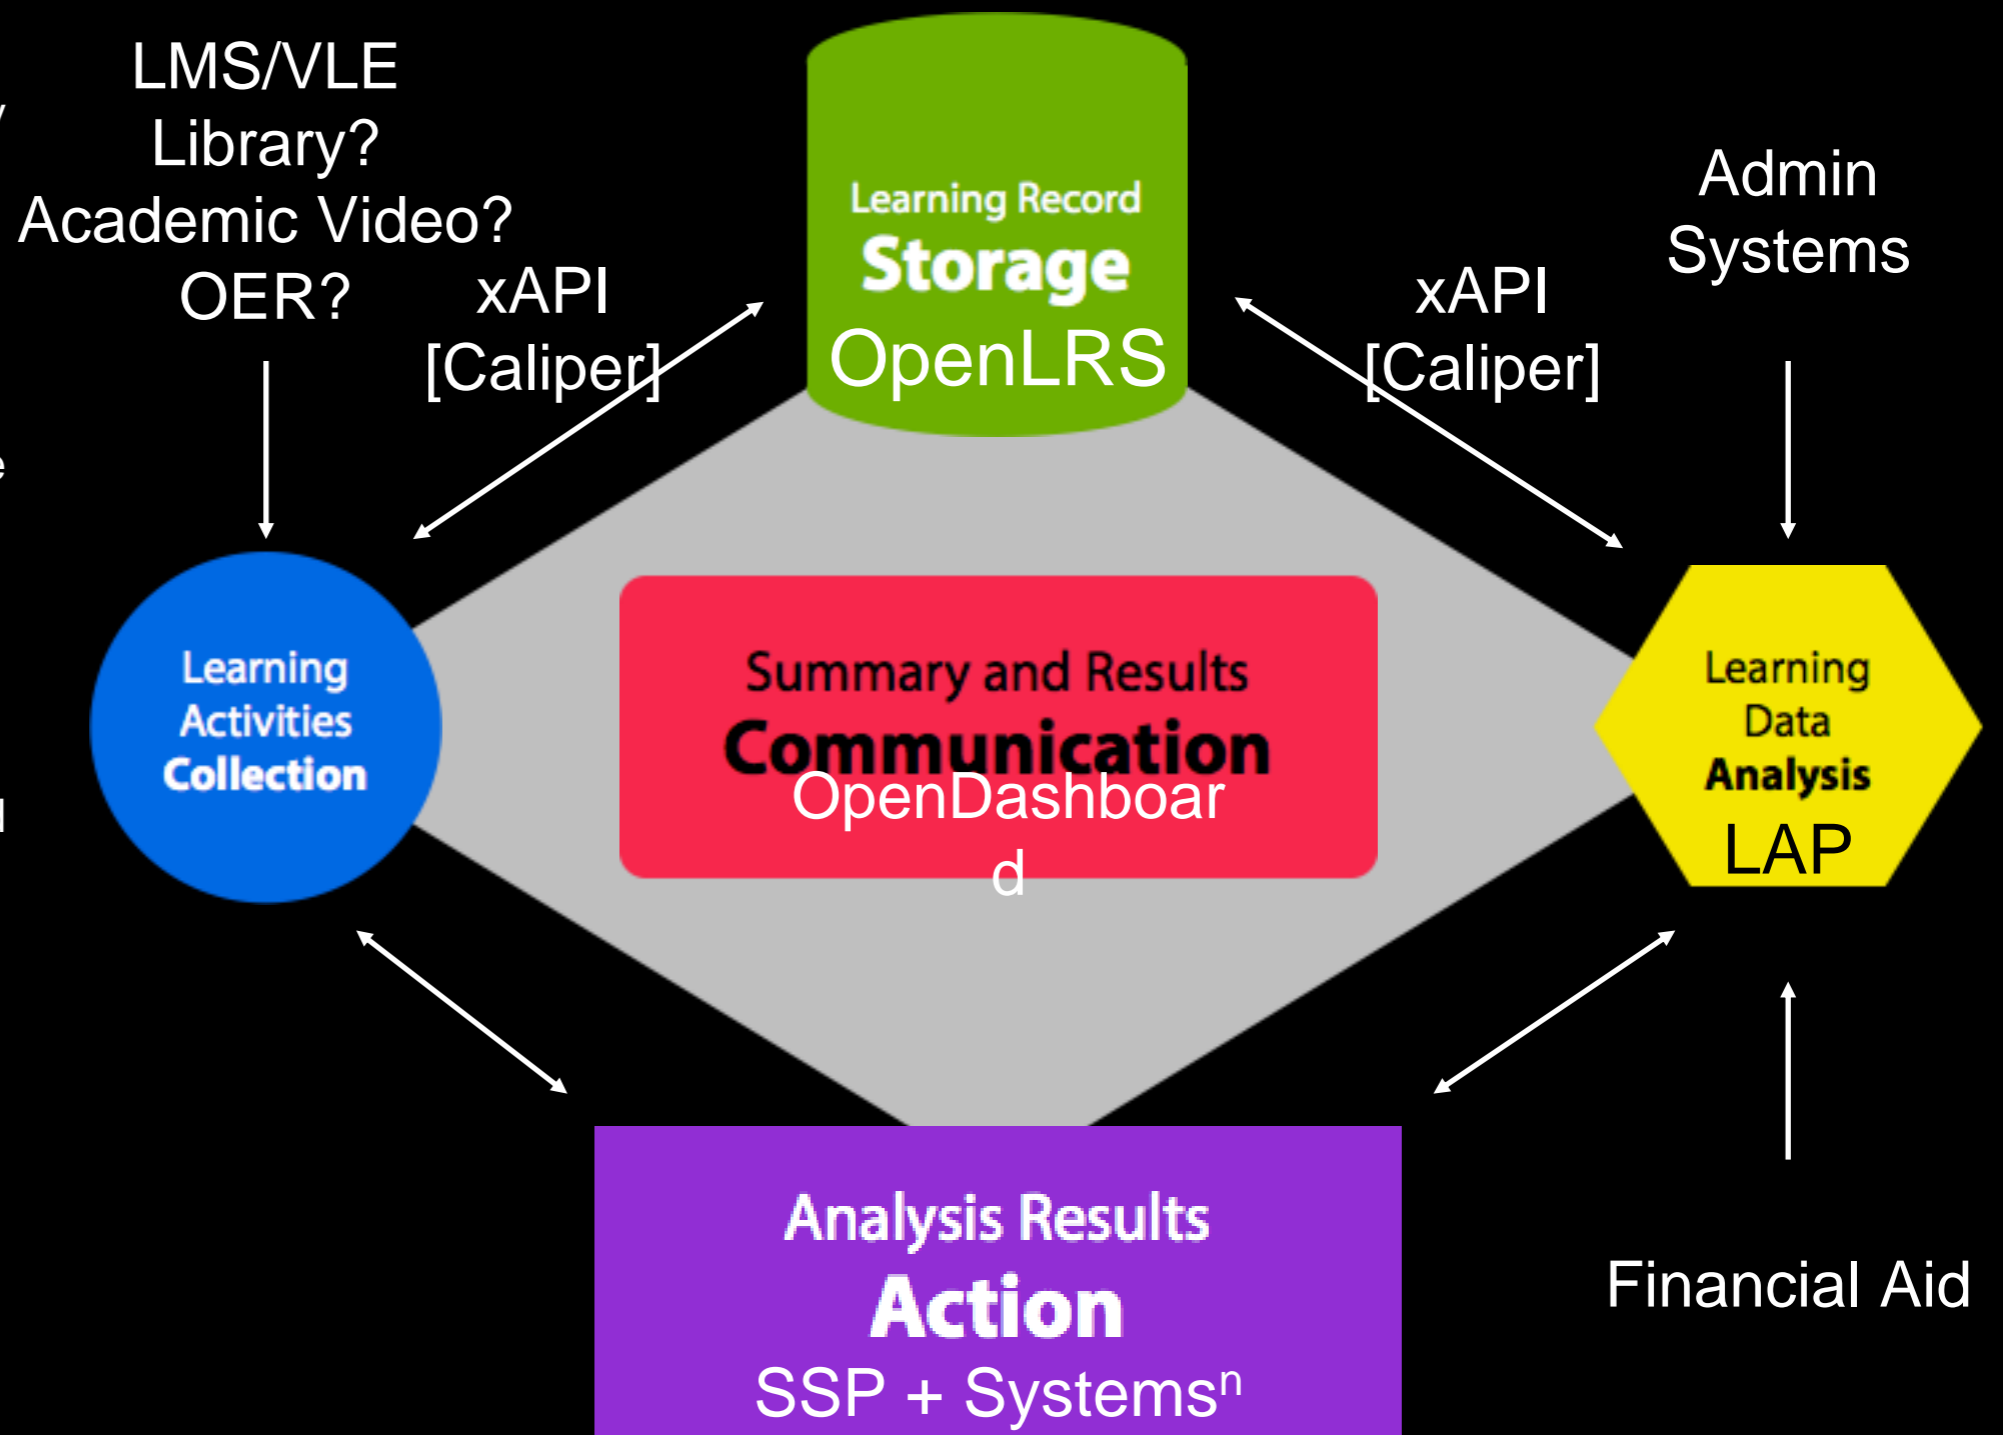 LMS/VLE
Library?
Academic Video?
OER?
xAPI
[Caliper]
Learning Record
Storage
OpenLRS
xAPI
[Caliper]
Admin
Systems
Learning
Activities
Collection
Summary and Results
Communication
OpenDashboar
d
Learning
Data
Analysis
LAP
Analysis Results
Action
SSP + Systemsⁿ
Financial Aid